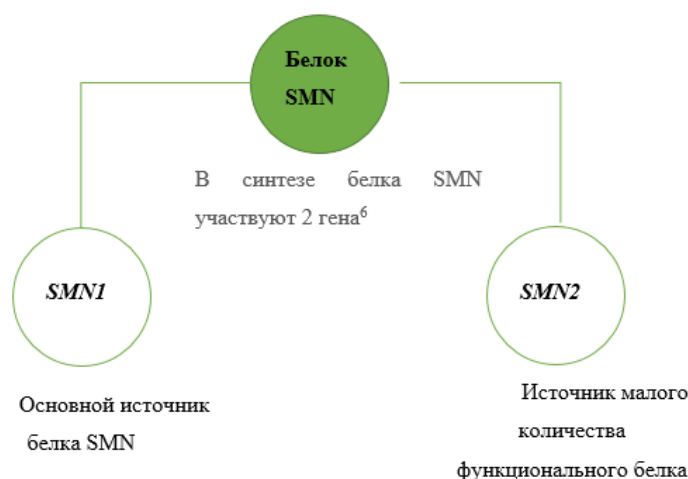 Белок
SMN
В синтезе белка SMN
участвуют 2 гена⁶
SMN1
SMN2
Основной источник
белка SMN
Источник малого
количества
функционального белка